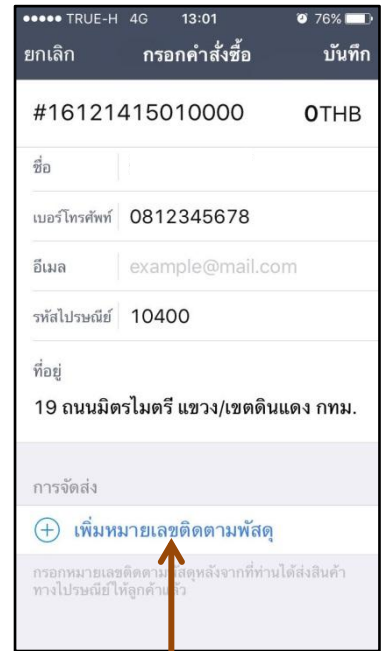 TRUE-H 4G 13:01 76%
ยกเลิก กรอกคำสั่งซื้อ บันทึก
#16121415010000 0THB
ชื่อ
เบอร์โทรศัพท์ 0812345678
อีเมล example@mail.com
รหัสไปรษณีย์ 10400
ที่อยู่
19 ถนนมิตรไมตรี แขวง/เขตดินแดง กทม.
การจัดส่ง
เพิ่มหมายเลขติดตามพัสดุ
กรอกหมายเลขติดตามพัสดุหลังจากที่ท่านได้ส่งสินค้า
ทางไปรษณีย์ให้ลูกค้าแล้ว